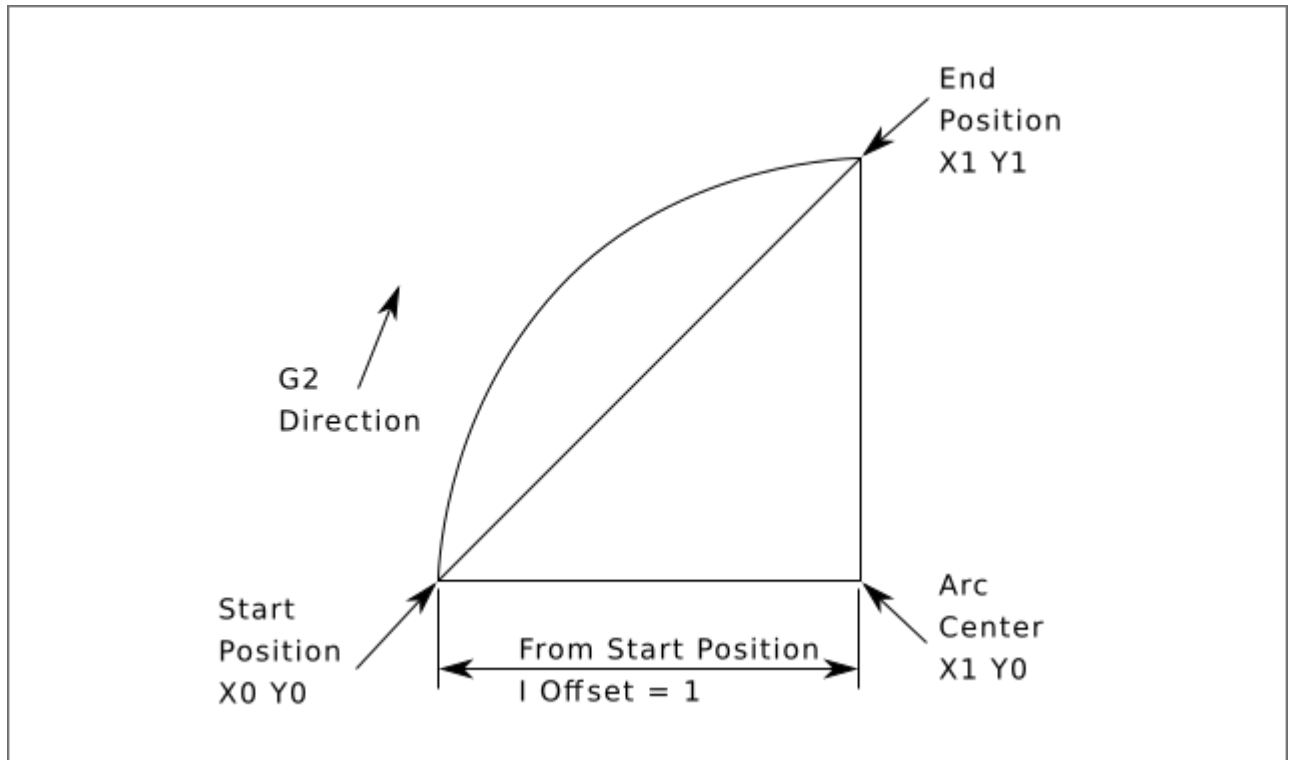 End
Position
X1 Y1
G2
Direction
Start
Position
X0 Y0
From Start Position
I Offset = 1
Arc
Center
X1 Y0